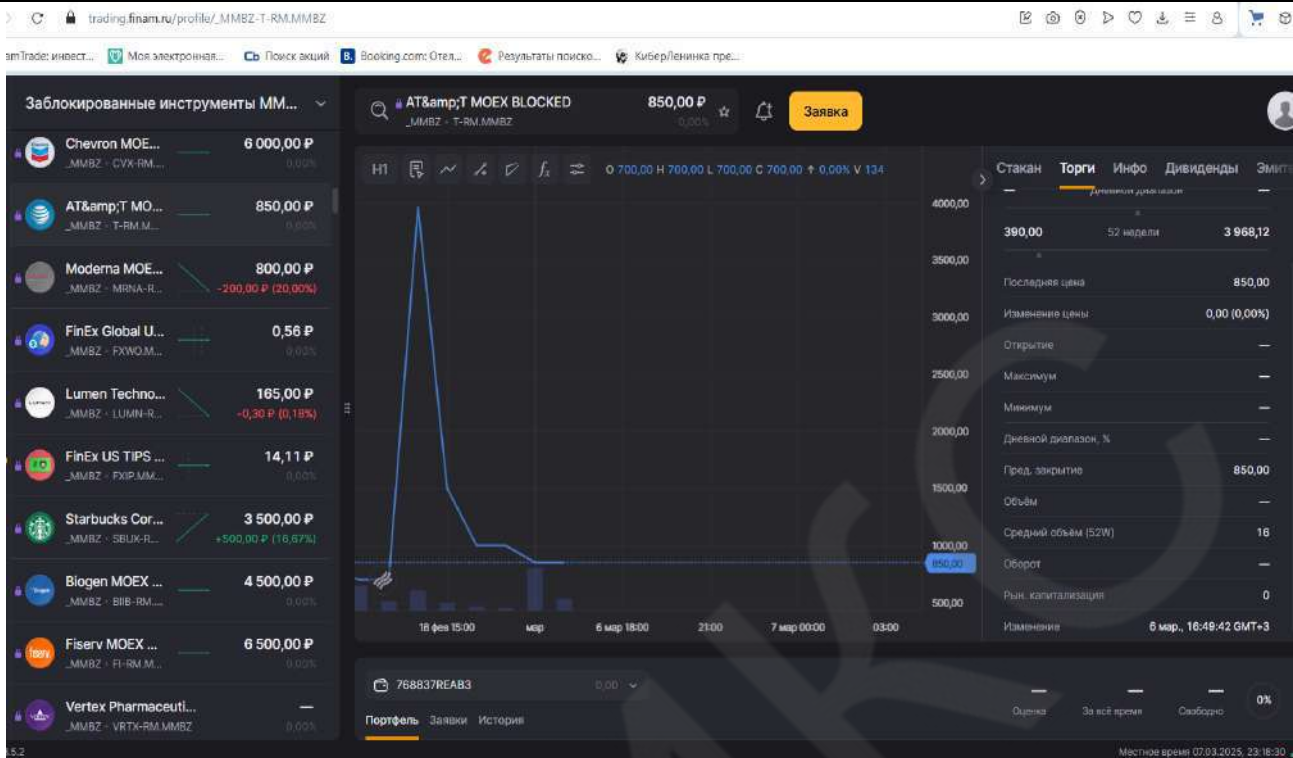 trading.finam.ru/profile/_MMBZ-T-RM.MMBZ
amTrade: инвест... Моя электронная... Сь Поиск акций B. Booking.com: Отел... Результаты поиско... КиберЛенинка пре...
Заблокированные инструменты ММ...
AT&amp;T MOEX BLOCKED 850,00 ₽
_MMBZ · T-RM.MMBZ 0,00%
Заявка
Chevron MOE... 6 000,00 ₽
_MMBZ · CVX-RM.... 0,00%
AT&amp;T MO... 850,00 ₽
_MMBZ · T-RM.M... 0,00%
Moderna MOE... 800,00 ₽
_MMBZ · MRNA-R... -200,00 ₽ (20,00%)
FinEx Global U... 0,56 ₽
_MMBZ · FXWO.M... 0,00%
Lumen Techno... 165,00 ₽
_MMBZ · LUMN-R... -0,30 ₽ (0,18%)
FinEx US TIPS ... 14,11 ₽
_MMBZ · FXIP.MM... 0,00%
Starbucks Cor... 3 500,00 ₽
_MMBZ · SBUX-R... +500,00 ₽ (16,67%)
Biogen MOEX ... 4 500,00 ₽
_MMBZ · BIIB-RM.... 0,00%
Fiserv MOEX ... 6 500,00 ₽
_MMBZ · FI-RM.M... 0,00%
Vertex Pharmaceuti... —
_MMBZ · VRTX-RM.MMBZ 0,00%
H1 O 700,00 H 700,00 L 700,00 C 700,00 ↑ 0,00% V 134
4000,00
3500,00
3000,00
2500,00
2000,00
1500,00
1000,00
850,00
500,00
18 фев 15:00 мар 6 мар 18:00 21:00 7 мар 00:00 03:00
Стакан Торги Инфо Дивиденды Эмит
— Дневной диапазон —
390,00 52 недели 3 968,12
Последняя цена 850,00
Изменение цены 0,00 (0,00%)
Открытие —
Максимум —
Минимум —
Дневной диапазон, % —
Пред. закрытие 850,00
Объём —
Средний объём (52W) 16
Оборот —
Рын. капитализация 0
Изменение 6 мар., 16:49:42 GMT+3
768837REAB3 0,00
Портфель Заявки История
— — — 0%
Оценка За всё время Свободно
Местное время 07.03.2025, 23:18:30